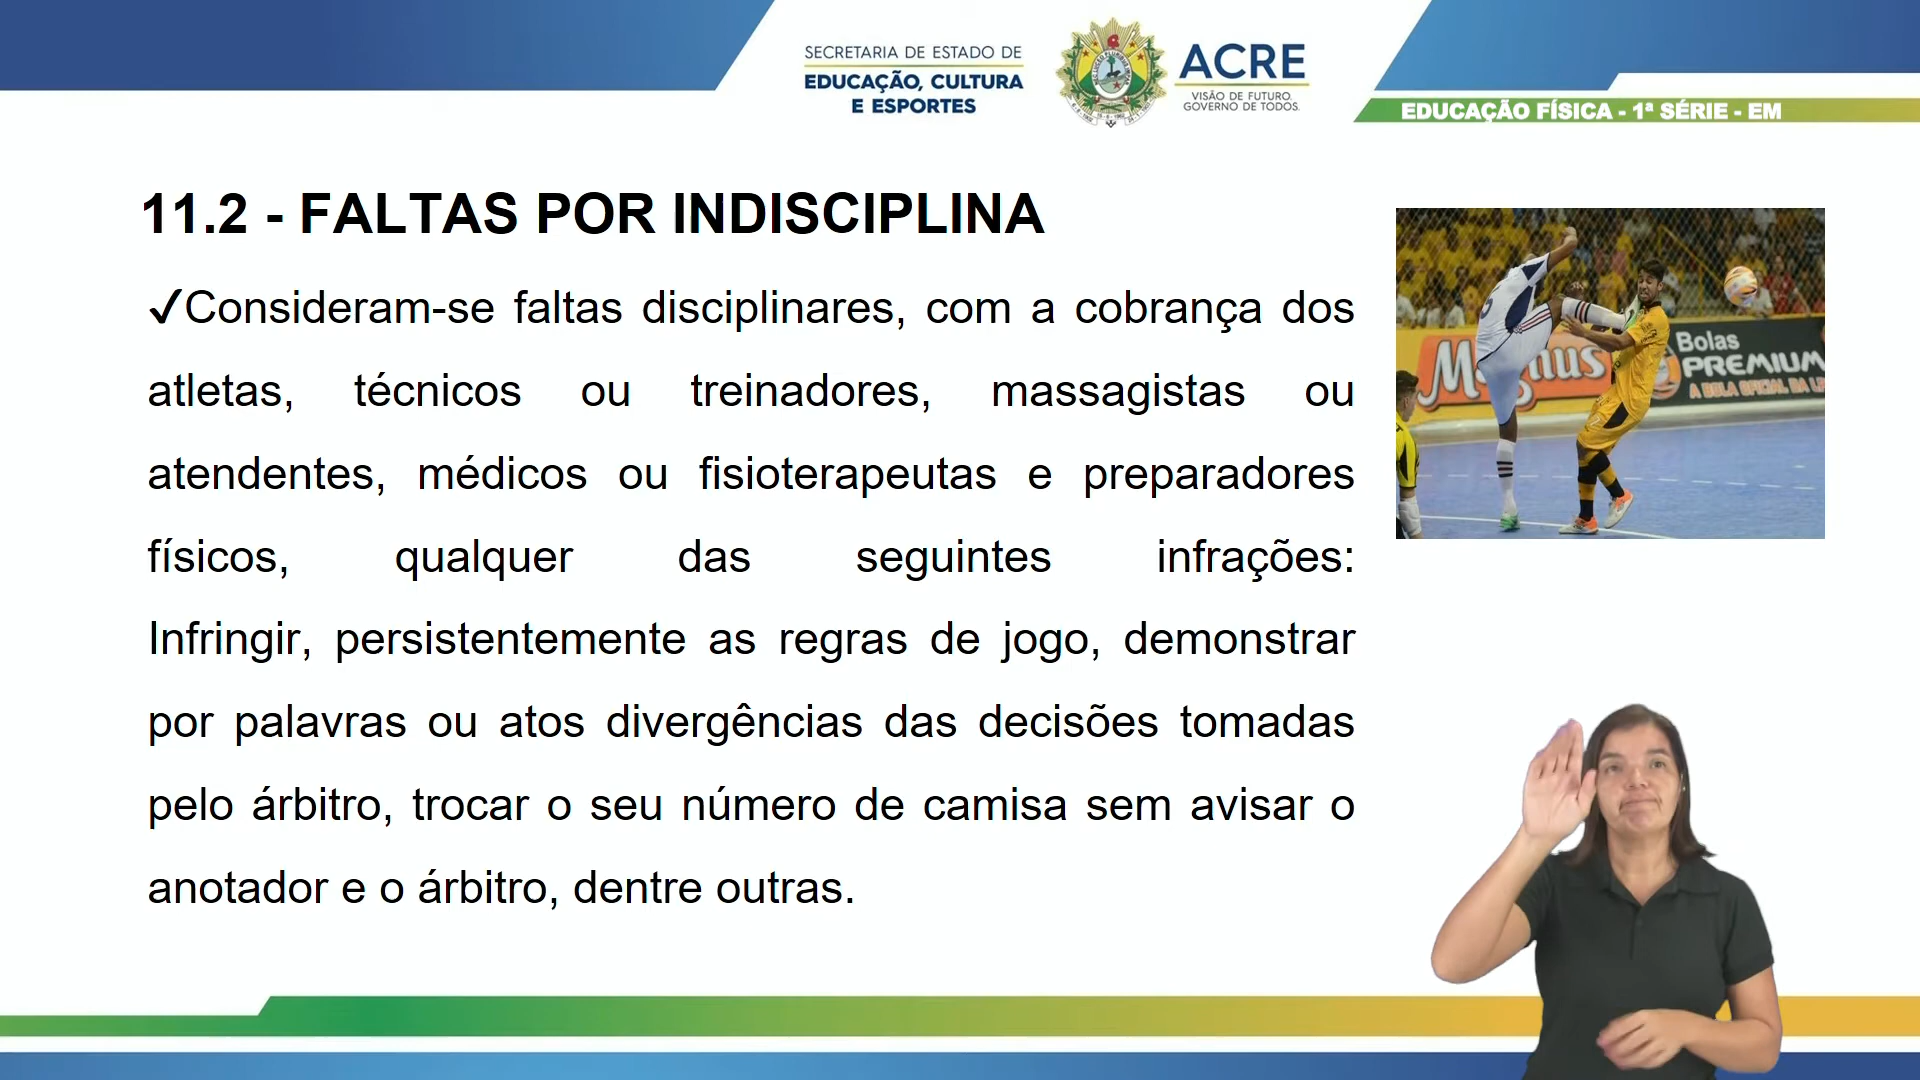 SECRETARIA DE ESTADO DE
EDUCAÇÃO, CULTURA
E ESPORTES
ACRE
VISÃO DE FUTURO.
GOVERNO DE TODOS.
EDUCAÇÃO FÍSICA - 1ª SÉRIE - EM
11.2 - FALTAS POR INDISCIPLINA
✓Consideram-se faltas disciplinares, com a cobrança dos
atletas, técnicos ou treinadores, massagistas ou
atendentes, médicos ou fisioterapeutas e preparadores
físicos, qualquer das seguintes infrações:
Infringir, persistentemente as regras de jogo, demonstrar
por palavras ou atos divergências das decisões tomadas
pelo árbitro, trocar o seu número de camisa sem avisar o
anotador e o árbitro, dentre outras.
Bolas
PREMIUM
A BOLA OFICIAL DA